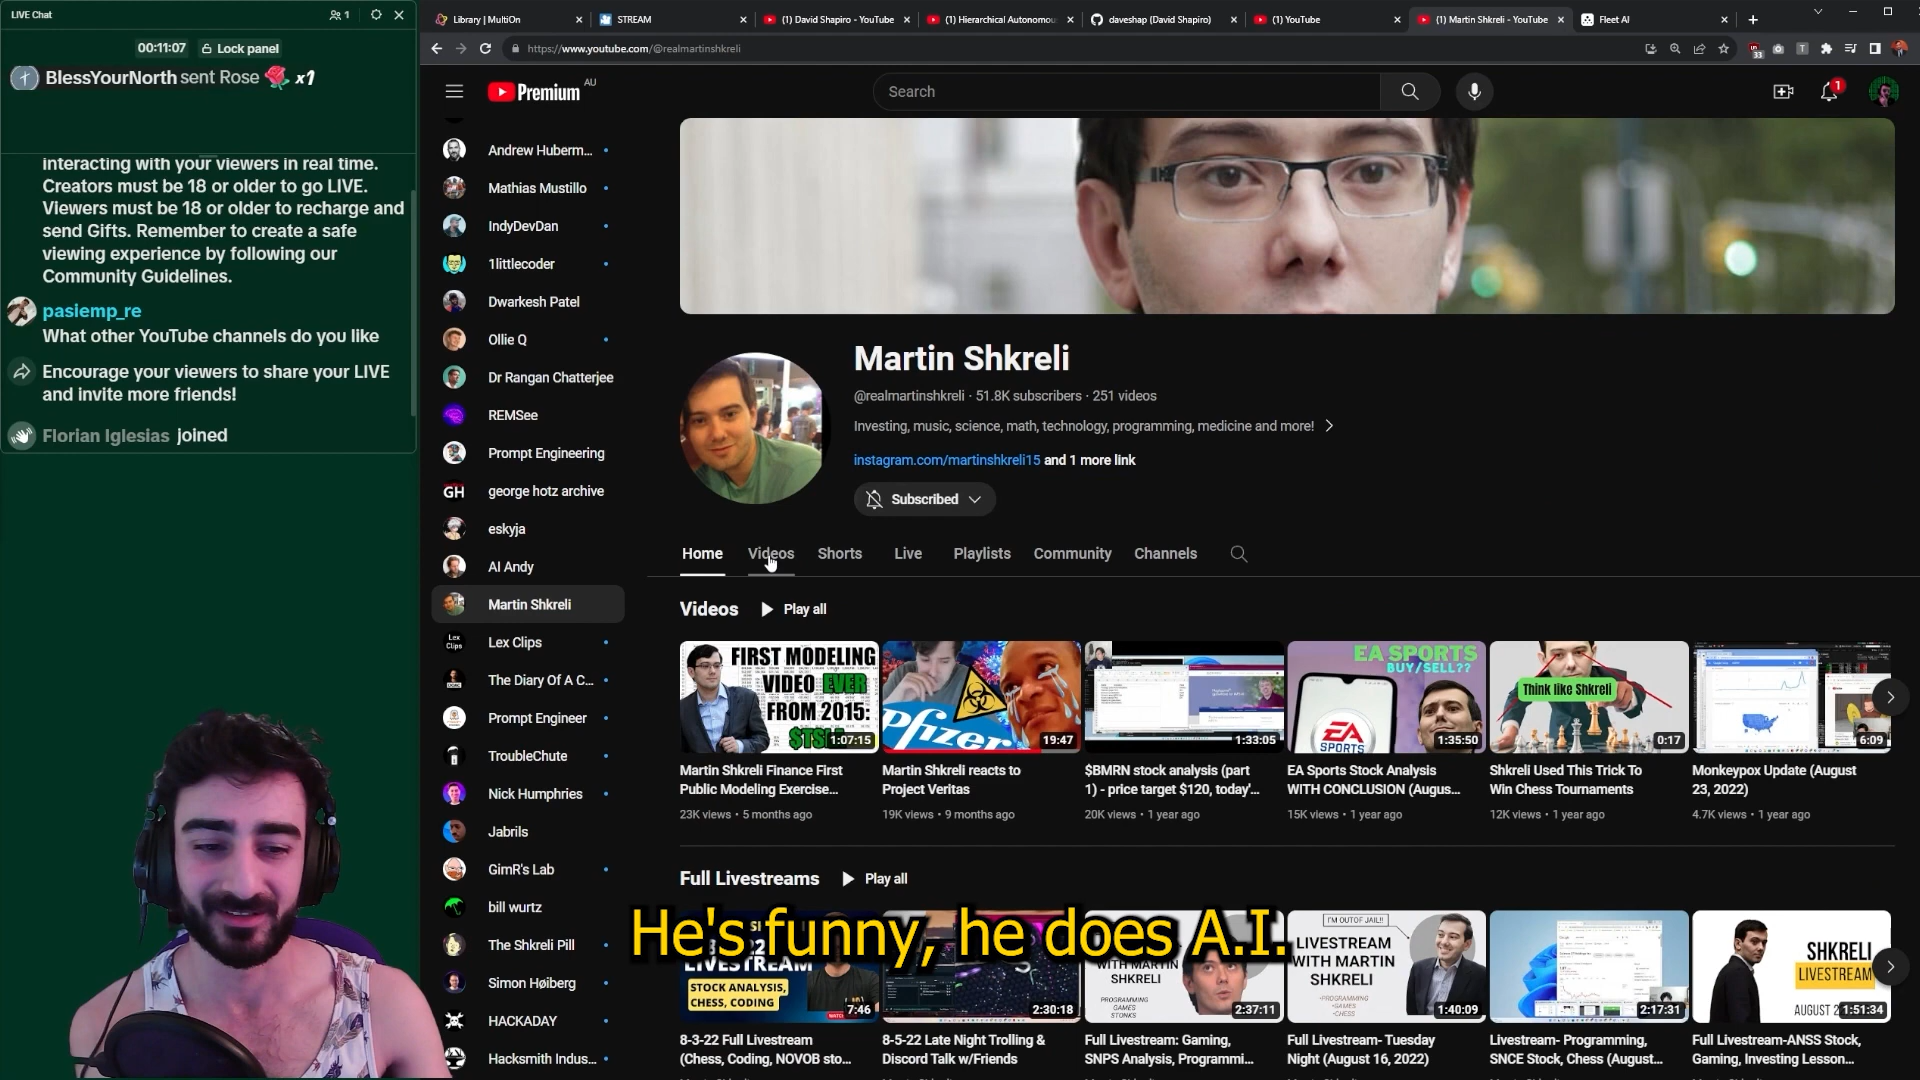 LIVE Chat
1
00:11:07
Lock panel
BlessYourNorth sent Rose x1
interacting with your viewers in real time.
Creators must be 18 or older to go LIVE.
Viewers must be 18 or older to recharge and
send Gifts. Remember to create a safe
viewing experience by following our
Community Guidelines.
pasiemp_re
What other YouTube channels do you like
Encourage your viewers to share your LIVE
and invite more friends!
Florian Iglesias joined
Library | MultiOn
STREAM
(1) David Shapiro - YouTube
(1) Hierarchical Autonomou
daveshap (David Shapiro)
(1) YouTube
(1) Martin Shkreli - YouTube
Fleet AI
https://www.youtube.com/@realmartinshkreli
33
Premium
AU
Search
1
Andrew Huberm...
Mathias Mustillo
IndyDevDan
1littlecoder
Dwarkesh Patel
Ollie Q
Dr Rangan Chatterjee
REMSee
Prompt Engineering
GH
george hotz archive
eskyja
AI Andy
Martin Shkreli
Lex
Clips
Lex Clips
The Diary Of A C...
Prompt Engineer
TroubleChute
Nick Humphries
Jabrils
GimR's Lab
bill wurtz
The Shkreli Pill
Simon Høiberg
HACKADAY
Hacksmith Indus...
Martin Shkreli
@realmartinshkreli · 51.8K subscribers · 251 videos
Investing, music, science, math, technology, programming, medicine and more!
instagram.com/martinshkreli15 and 1 more link
Subscribed
Home
Videos
Shorts
Live
Playlists
Community
Channels
Videos
Play all
FIRST MODELING
VIDEO EVER
FROM 2015:
1:07:15
Martin Shkreli Finance First
Public Modeling Exercise...
23K views • 5 months ago
Pfizer
19:47
Martin Shkreli reacts to
Project Veritas
19K views • 9 months ago
1:33:05
$BMRN stock analysis (part
1) - price target $120, today'...
20K views • 1 year ago
EA SPORTS
BUY/SELL??
EA
SPORTS
1:35:50
EA Sports Stock Analysis
WITH CONCLUSION (Augus...
15K views • 1 year ago
Think like Shkreli
0:17
Shkreli Used This Trick To
Win Chess Tournaments
12K views • 1 year ago
6:09
Monkeypox Update (August
23, 2022)
4.7K views • 1 year ago
Full Livestreams
Play all
He's funny, he does A.I.
LIVESTREAM
STOCK ANALYSIS,
CHESS, CODING
7:46
8-3-22 Full Livestream
(Chess, Coding, NOVOB sto...
2:30:18
8-5-22 Late Night Trolling &
Discord Talk w/Friends
WITH MARTIN
SHKRELI
PROGRAMMING
GAMES
STONKS
2:37:11
Full Livestream: Gaming,
SNPS Analysis, Programmi...
I'M OUTOF JAIL!!
LIVESTREAM
WITH MARTIN
SHKRELI
-PROGRAMMING
-GAMES
-CHESS
1:40:09
Livestream- Tuesday
Night (August 16, 2022)
2:17:31
Livestream- Programming,
SNCE Stock, Chess (August...
SHKRELI
LIVESTREAM
AUGUST 2
1:51:34
Full Livestream-ANSS Stock,
Gaming, Investing Lesson...